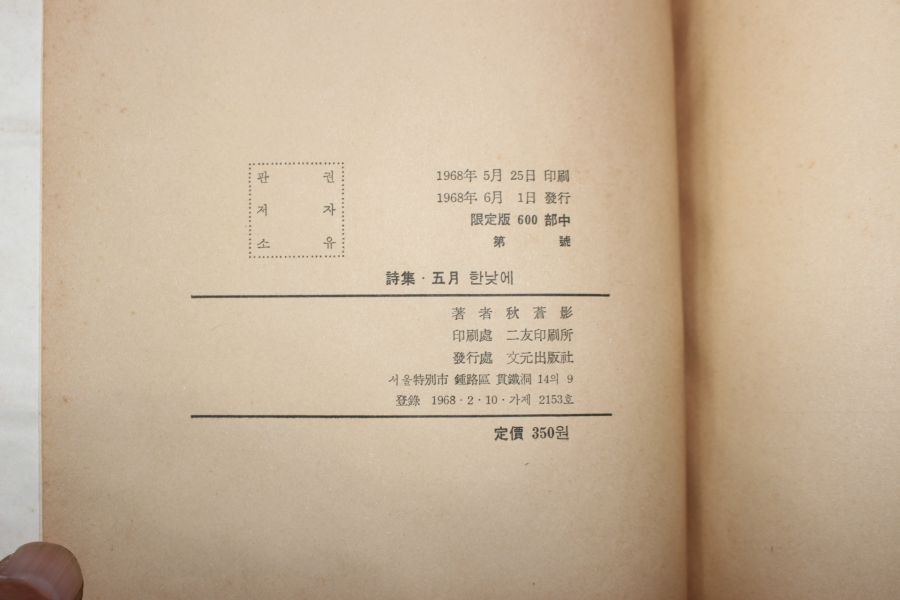 판 권
저 자
소 유
1968年 5月 25日 印刷
1968年 6月 1日 發行
限定版 600 部中
第 號
詩集 · 五月 한낮에
著者 秋蒼影
印刷處 二友印刷所
發行處 文元出版社
서울特別市 鍾路區 貫鐵洞 14의 9
登錄 1968 · 2 · 10 · 가제 2153호
定價 350원